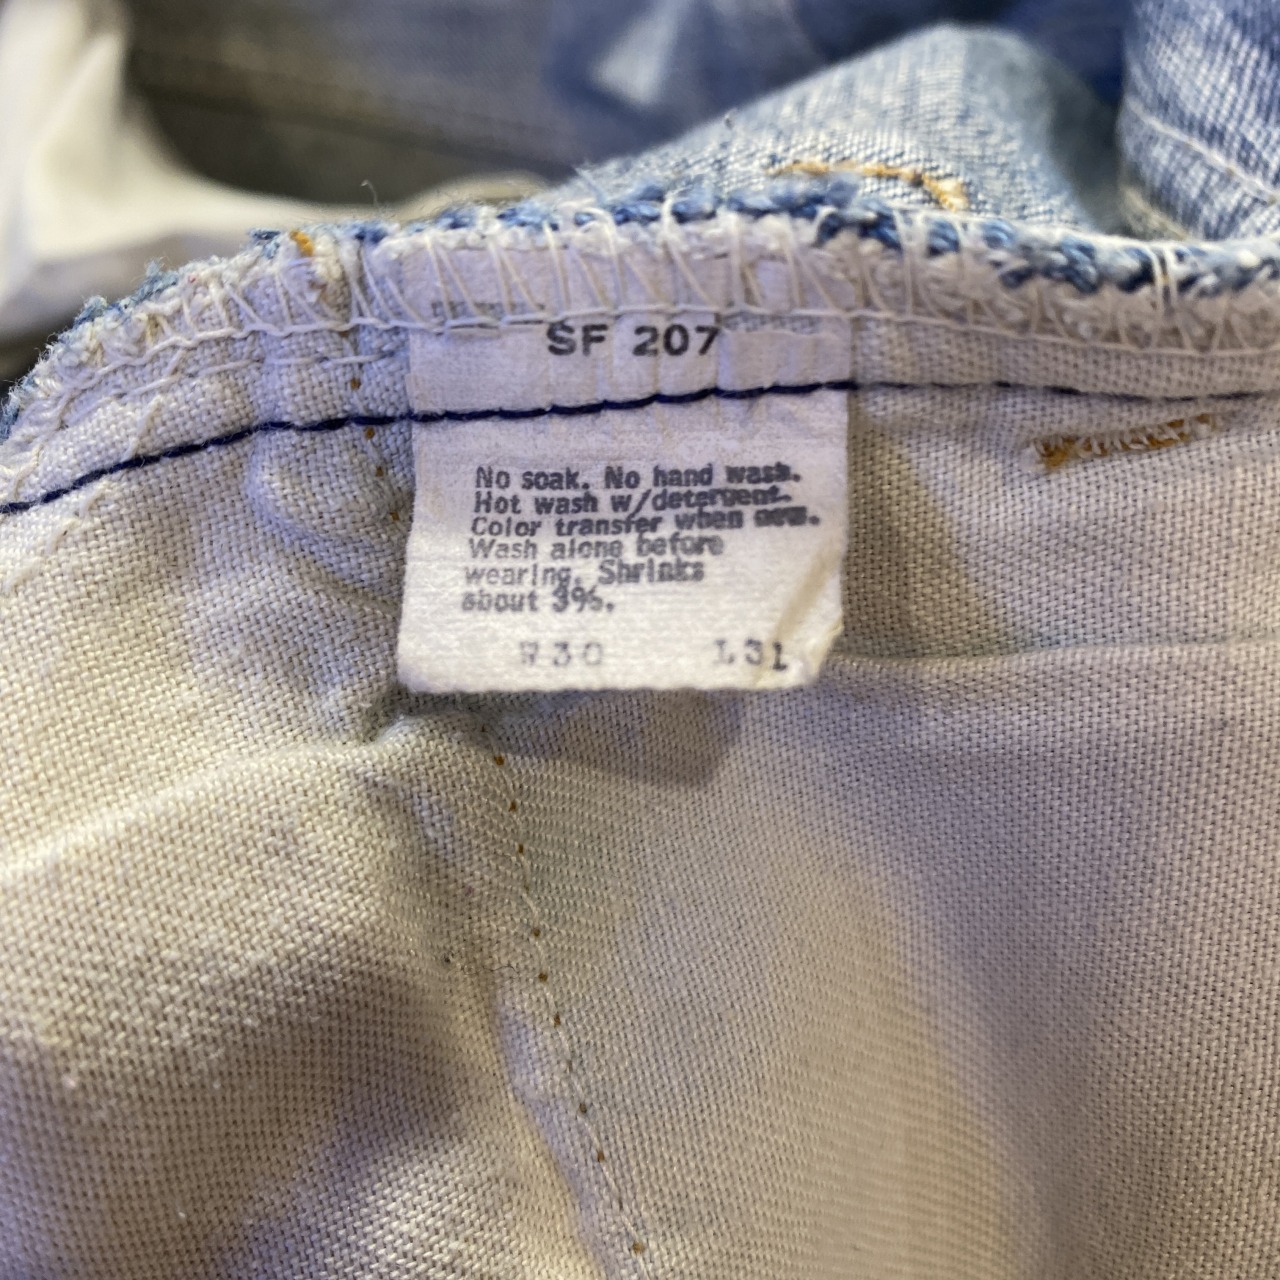 SF 207
No soak. No hand wash.
Hot wash w/detergent.
Color transfer when new.
Wash alone before
wearing. Shrinks
about 3%.
W30 L31